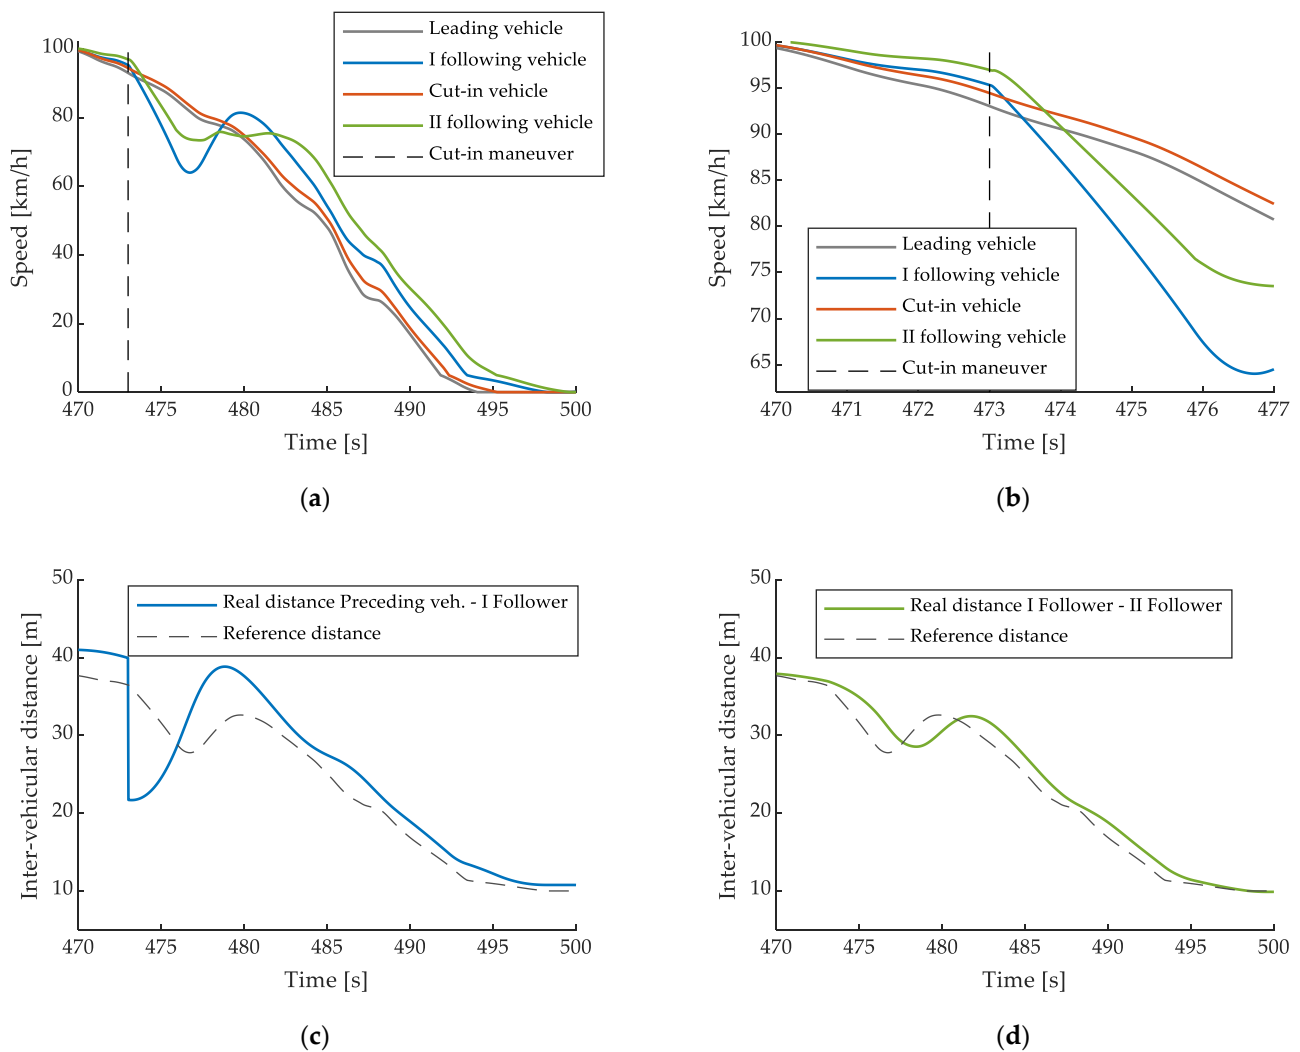 Leading vehicle
I following vehicle
Cut-in vehicle
II following vehicle
Cut-in maneuver
Speed [km/h]
100
80
60
40
20
0
470 475 480 485 490 495 500
Time [s]
(a)
Speed [km/h]
100
95
90
85
80
75
70
65
Leading vehicle
I following vehicle
Cut-in vehicle
II following vehicle
Cut-in maneuver
470 471 472 473 474 475 476 477
Time [s]
(b)
Inter-vehicular distance [m]
50
40
30
20
10
Real distance Preceding veh. - I Follower
Reference distance
470 475 480 485 490 495 500
Time [s]
(c)
Inter-vehicular distance [m]
50
40
30
20
10
Real distance I Follower - II Follower
Reference distance
470 475 480 485 490 495 500
Time [s]
(d)